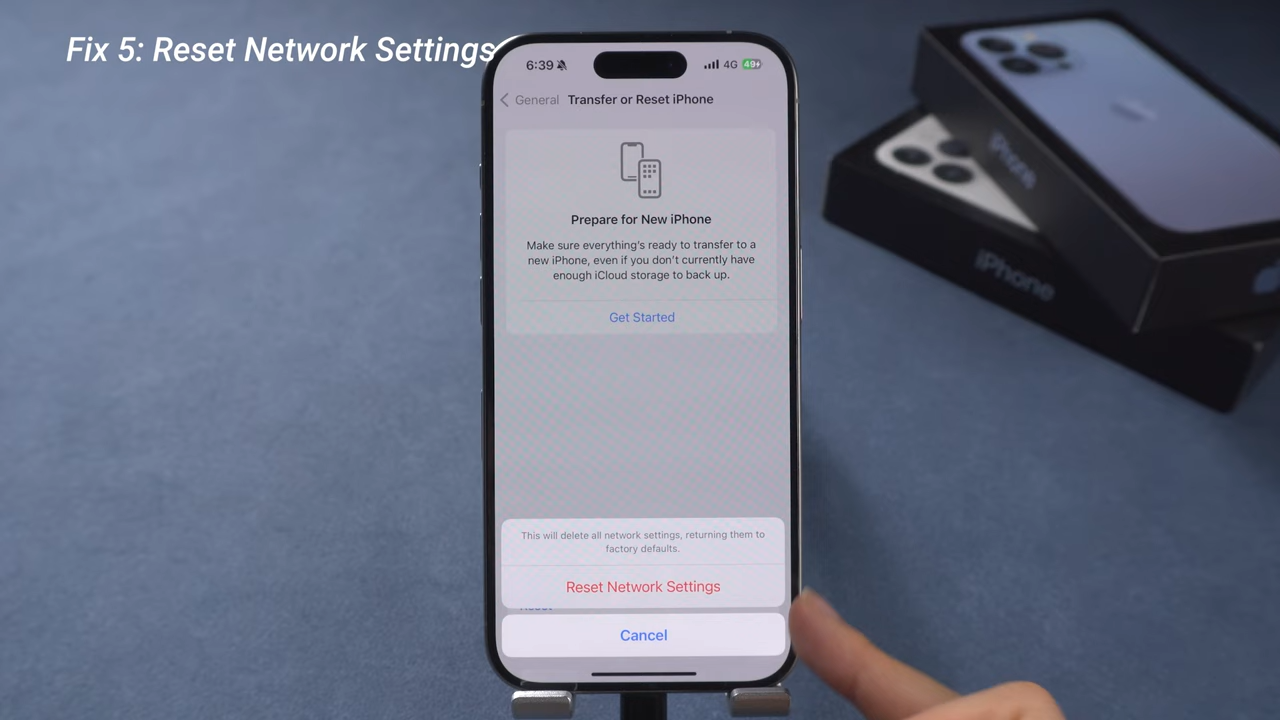 Fix 5: Reset Network Settings
6:39
4G
49
General
Transfer or Reset iPhone
Prepare for New iPhone
Make sure everything's ready to transfer to a
new iPhone, even if you don't currently have
enough iCloud storage to back up.
Get Started
This will delete all network settings, returning them to
factory defaults.
Reset Network Settings
Reset
Cancel
iPhone
iPhone